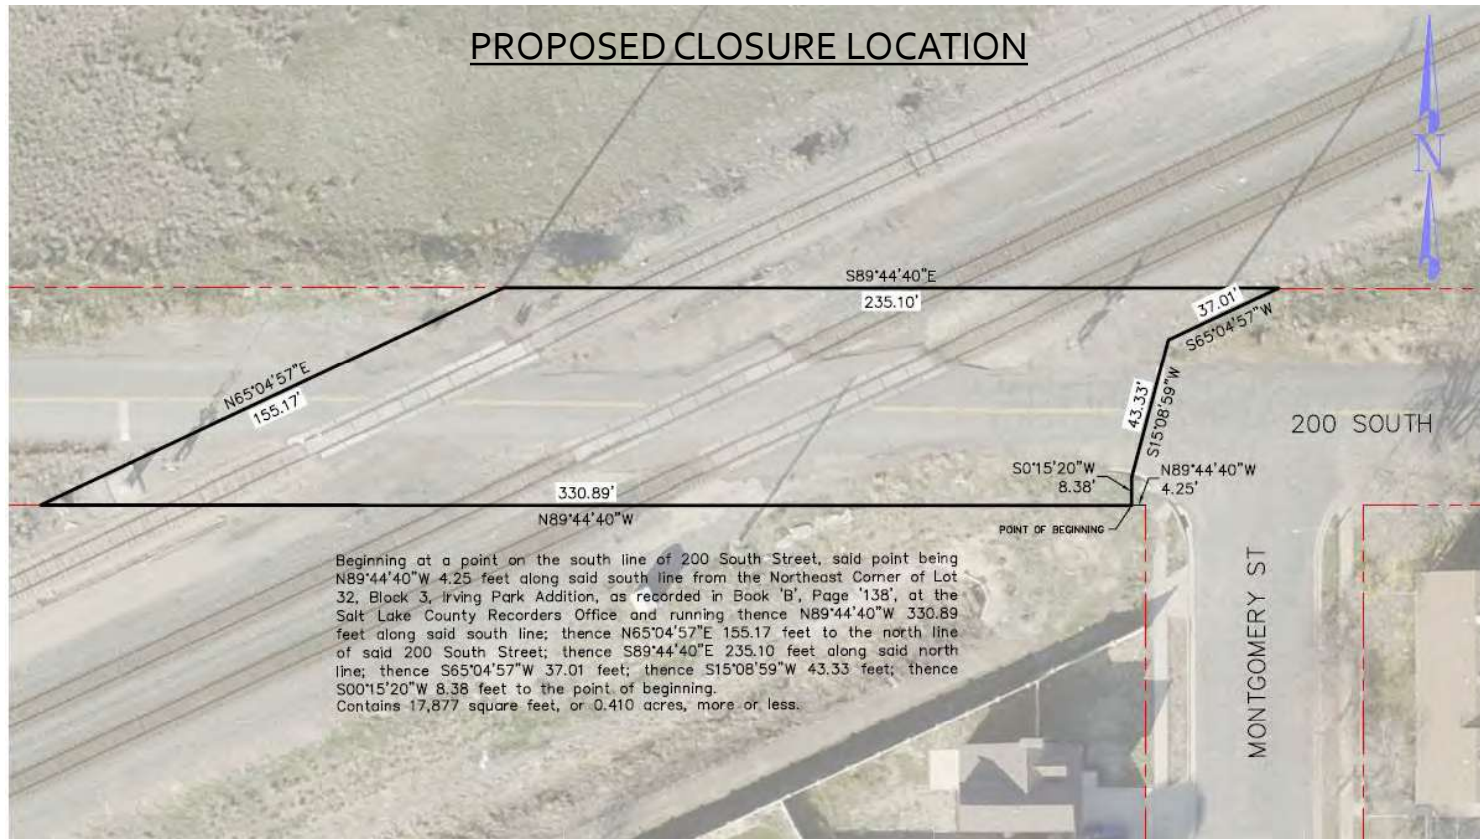 PROPOSED CLOSURE LOCATION
N
S89°44'40"E
235.10'
37.01'
S65°04'57"W
N65°04'57"E
155.17'
43.33'
S15°08'59"W
200 SOUTH
S0°15'20"W
8.38'
N89°44'40"W
4.25'
330.89'
N89°44'40"W
POINT OF BEGINNING
Beginning at a point on the south line of 200 South Street, said point being
N89°44'40"W 4.25 feet along said south line from the Northeast Corner of Lot
32, Block 3, Irving Park Addition, as recorded in Book 'B', Page '138', at the
Salt Lake County Recorders Office and running thence N89°44'40"W 330.89
feet along said south line; thence N65°04'57"E 155.17 feet to the north line
of said 200 South Street; thence S89°44'40"E 235.10 feet along said north
line; thence S65°04'57"W 37.01 feet; thence S15°08'59"W 43.33 feet; thence
S00°15'20"W 8.38 feet to the point of beginning.
Contains 17,877 square feet, or 0.410 acres, more or less.
MONTGOMERY ST